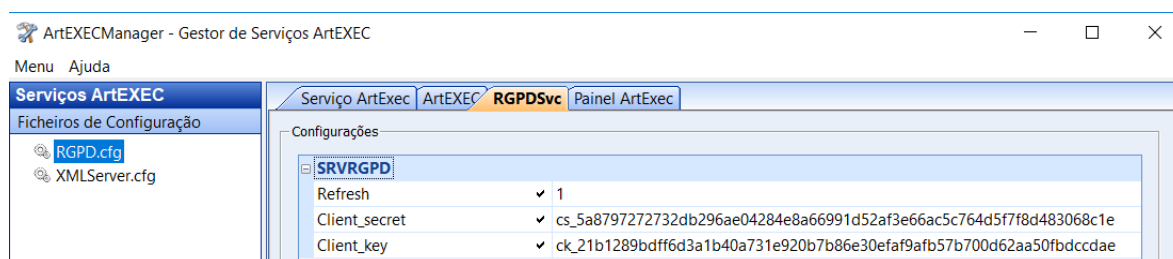 ArtEXECManager - Gestor de Serviços ArtEXEC
Menu Ajuda
Serviços ArtEXEC
Ficheiros de Configuração
RGPD.cfg
XMLServer.cfg
Serviço ArtExec ArtEXEC RGPDSvc Painel ArtExec
Configurações
SRVRGPD
Refresh 1
Client_secret cs_5a8797272732db296ae04284e8a66991d52af3e66ac5c764d5f7f8d483068c1e
Client_key ck_21b1289bdff6d3a1b40a731e920b7b86e30efaf9afb57b700d62aa50fbdccdae